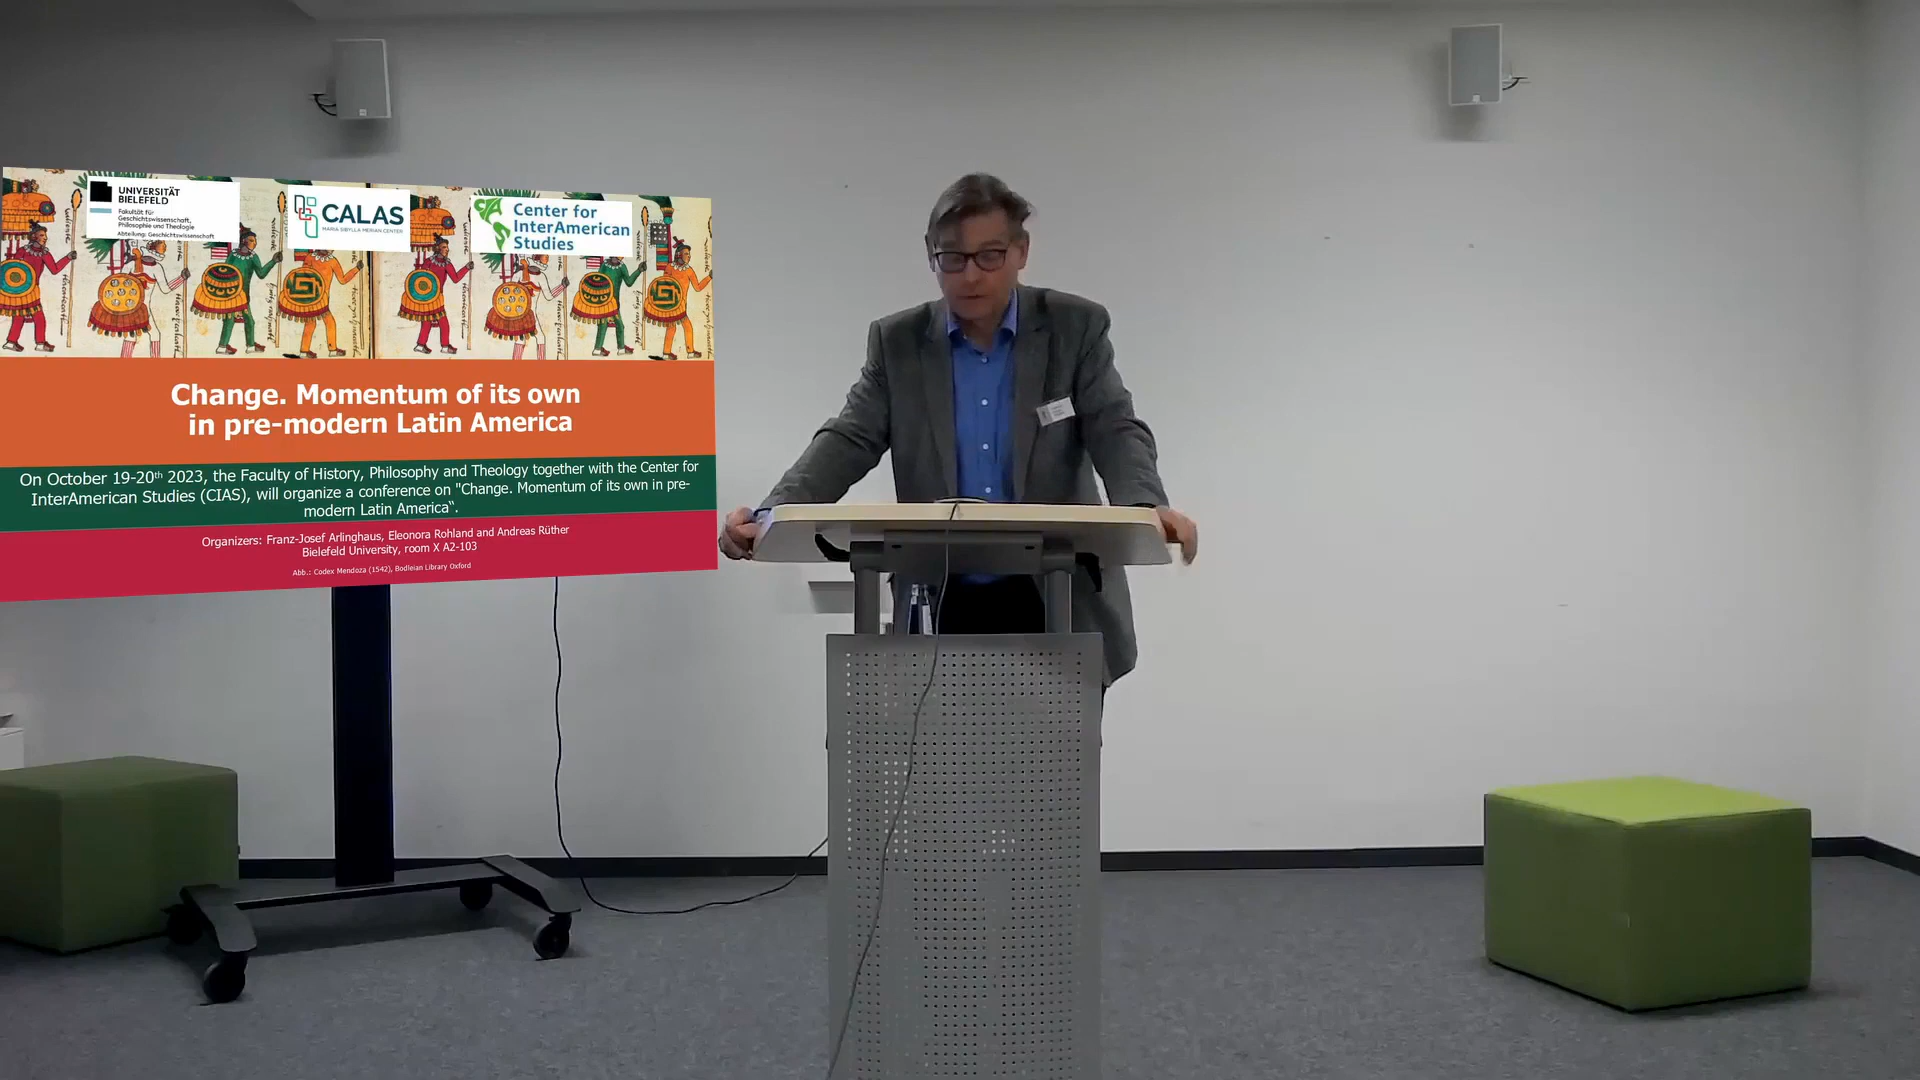 UNIVERSITÄT
BIELEFELD
Fakultät für
Geschichtswissenschaft,
Philosophie und Theologie
Abteilung: Geschichtswissenschaft
CALAS
MARIA SIBYLLA MERIAN CENTER
CIAS
Center for
InterAmerican
Studies
Change. Momentum of its own
in pre-modern Latin America
On October 19-20th 2023, the Faculty of History, Philosophy and Theology together with the Center for
InterAmerican Studies (CIAS), will organize a conference on "Change. Momentum of its own in pre-
modern Latin America“.
Organizers: Franz-Josef Arlinghaus, Eleonora Rohland and Andreas Rüther
Bielefeld University, room X A2-103
Abb.: Codex Mendoza (1542), Bodleian Library Oxford